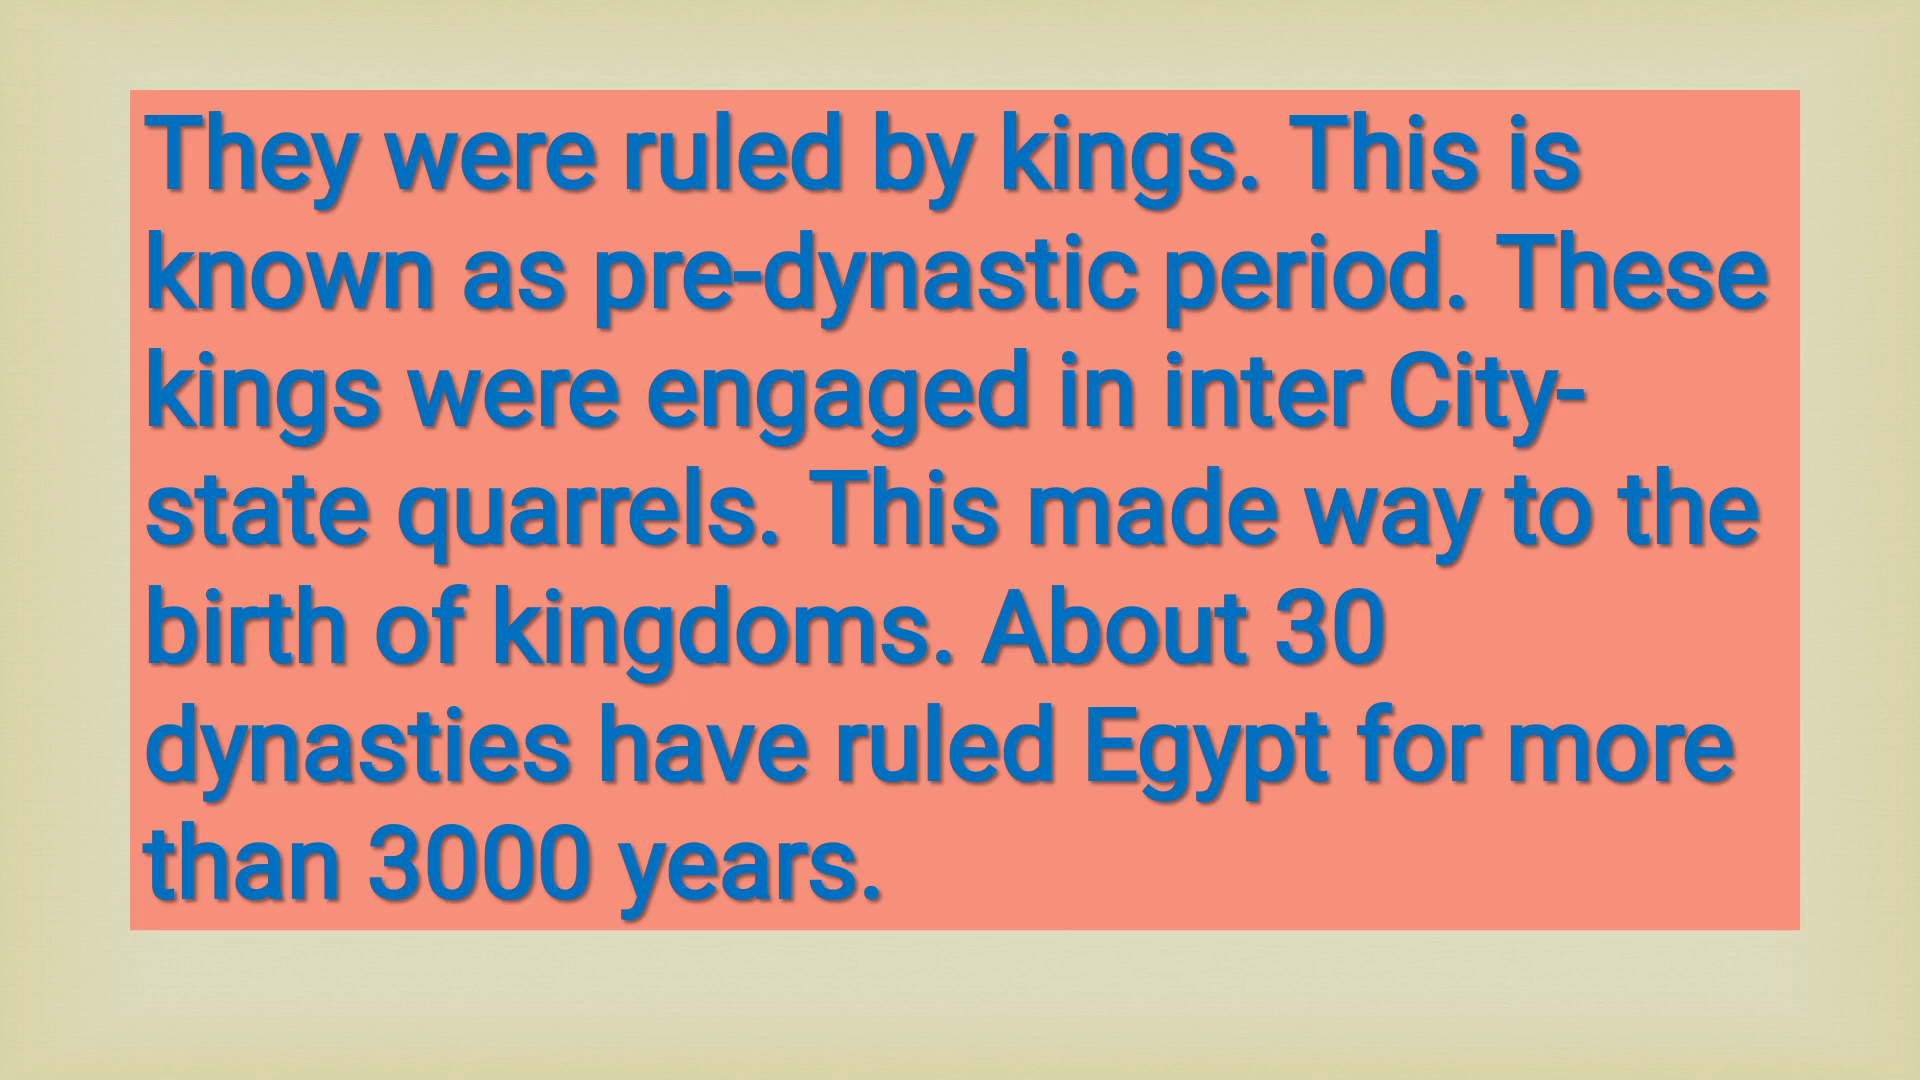 They were ruled by kings. This is
known as pre-dynastic period. These
kings were engaged in inter City-
state quarrels. This made way to the
birth of kingdoms. About 30
dynasties have ruled Egypt for more
than 3000 years.